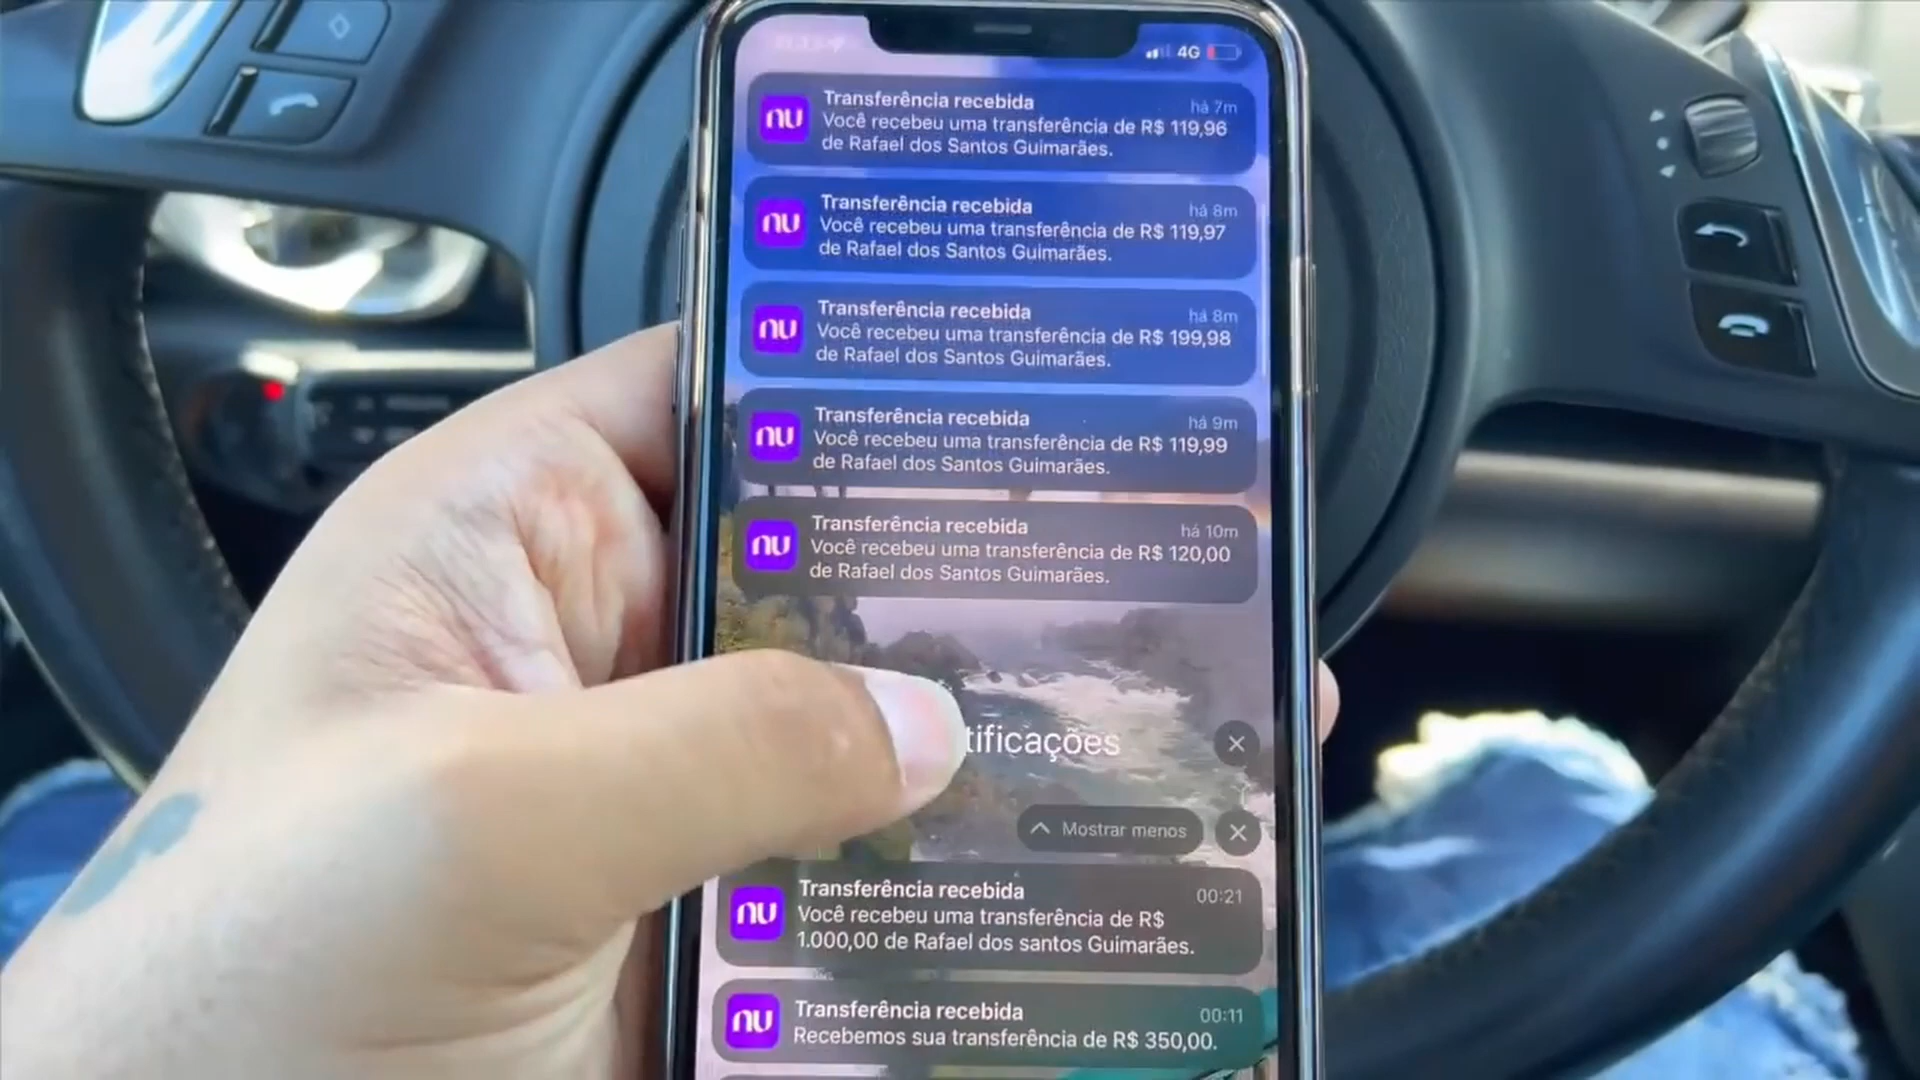 4G
nu
Transferência recebida
há 7m
Você recebeu uma transferência de R$ 119,96
de Rafael dos Santos Guimarães.
nu
Transferência recebida
há 8m
Você recebeu uma transferência de R$ 119,97
de Rafael dos Santos Guimarães.
nu
Transferência recebida
há 8m
Você recebeu uma transferência de R$ 199,98
de Rafael dos Santos Guimarães.
nu
Transferência recebida
há 9m
Você recebeu uma transferência de R$ 119,99
de Rafael dos Santos Guimarães.
nu
Transferência recebida
há 10m
Você recebeu uma transferência de R$ 120,00
de Rafael dos Santos Guimarães.
tificações
Mostrar menos
nu
Transferência recebida
00:21
Você recebeu uma transferência de R$
1.000,00 de Rafael dos santos Guimarães.
nu
Transferência recebida
00:11
Recebemos sua transferência de R$ 350,00.